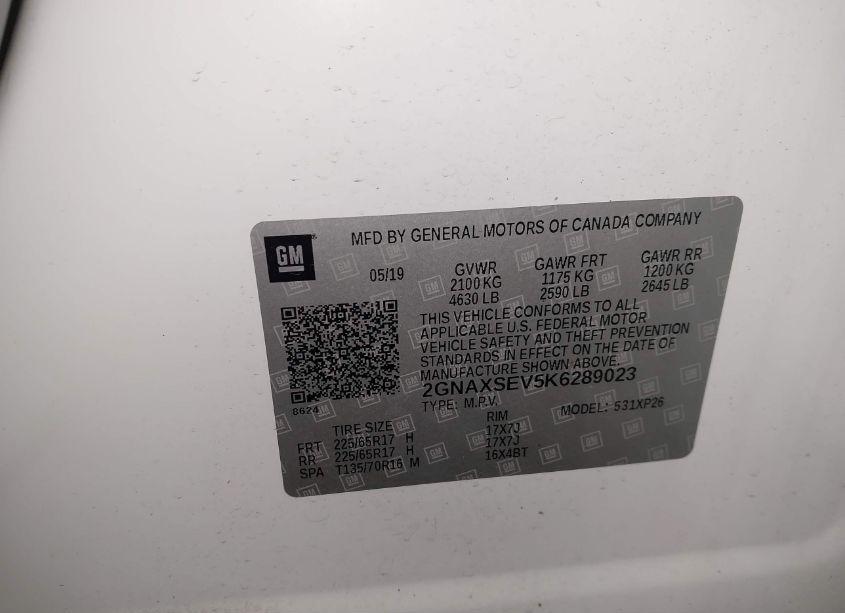 GM
MFD BY GENERAL MOTORS OF CANADA COMPANY
05/19 GVWR GAWR FRT GAWR RR
2100 KG 1175 KG 1200 KG
4630 LB 2590 LB 2645 LB
THIS VEHICLE CONFORMS TO ALL
APPLICABLE U.S. FEDERAL MOTOR
VEHICLE SAFETY AND THEFT PREVENTION
STANDARDS IN EFFECT ON THE DATE OF
MANUFACTURE SHOWN ABOVE.
2GNAXSEV5K6289023
8624
TYPE: M.P.V. MODEL: 531XP26
TIRE SIZE RIM
FRT 225/65R17 H 17X7J
RR 225/65R17 H 17X7J
SPA T135/70R16 M 16X4BT